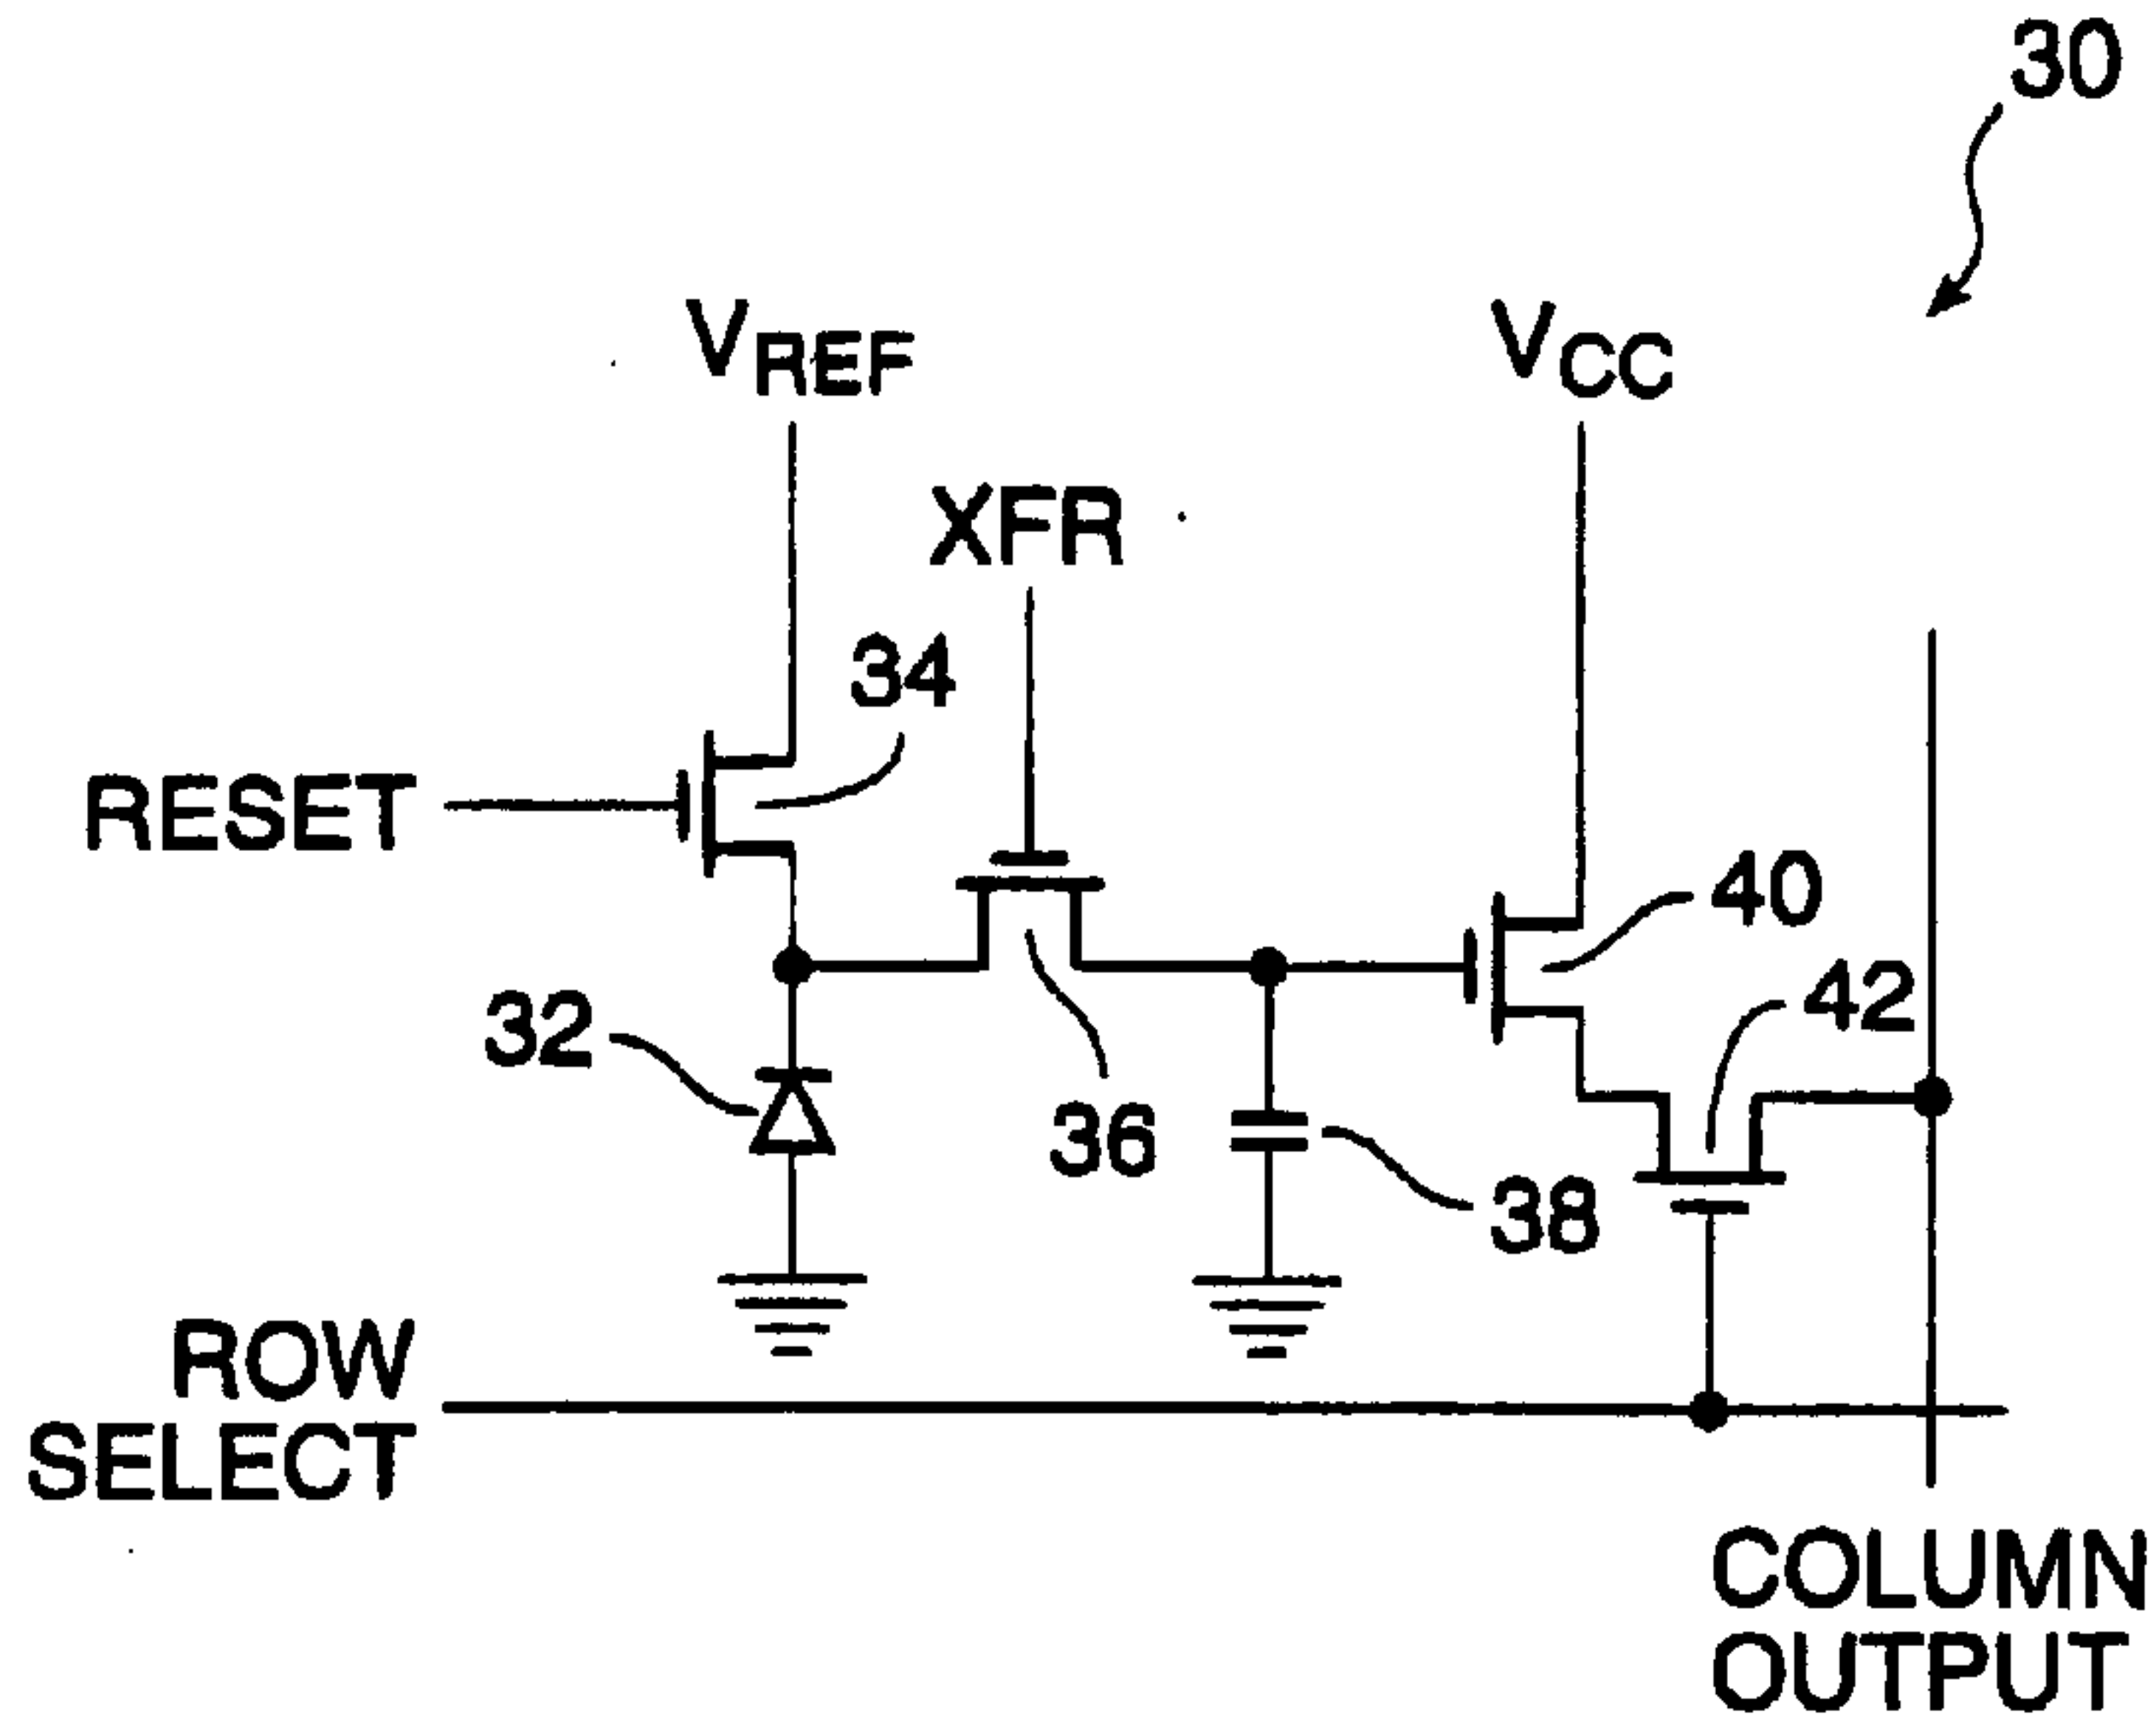 30
VREF
VCC
XFR
34
RESET
40
42
32
36
38
ROW
SELECT
COLUMN
OUTPUT